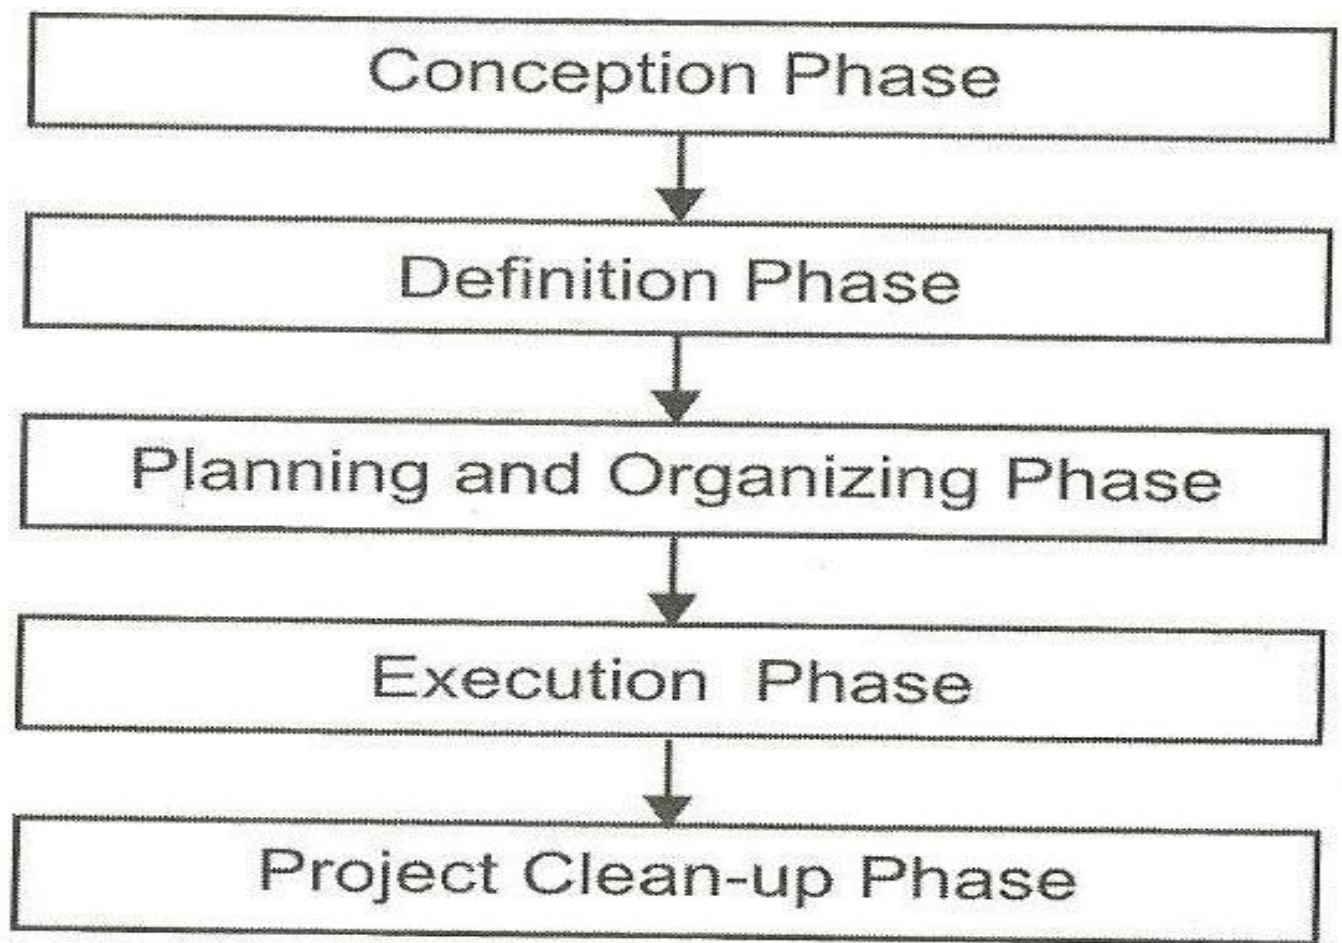 Conception Phase
Definition Phase
Planning and Organizing Phase
Execution Phase
Project Clean-up Phase